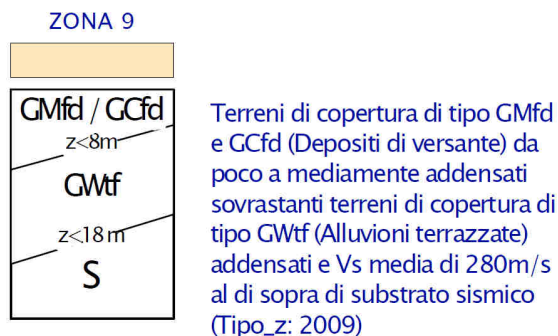 ZONA 9
GMfd / GCfd
z<8m
GWtf
z<18m
S
Terreni di copertura di tipo GMfd
e GCfd (Depositi di versante) da
poco a mediamente addensati
sovrastanti terreni di copertura di
tipo GWtf (Alluvioni terrazzate)
addensati e Vs media di 280m/s
al di sopra di substrato sismico
(Tipo_z: 2009)